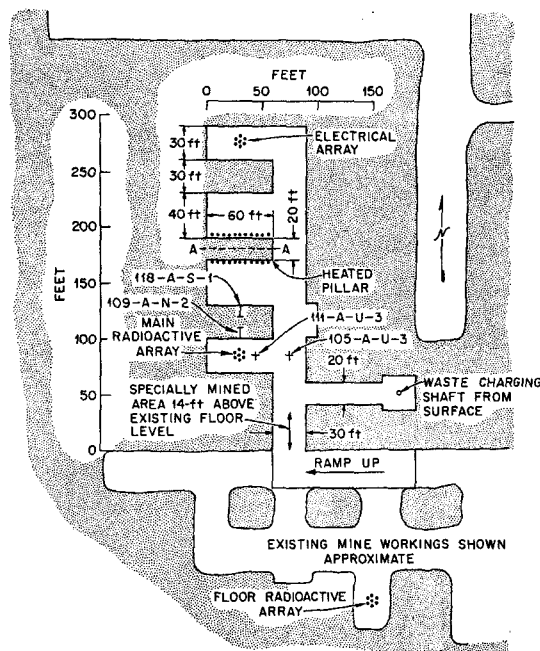 FEET
0 50 100 150
300
250
200
150
100
50
0
FEET
30 ft
30 ft
40 ft
60 ft
20 ft
ELECTRICAL
ARRAY
A A
HEATED
PILLAR
118-A-S-1
109-A-N-2
MAIN
RADIOACTIVE
ARRAY
111-A-U-3
105-A-U-3
20 ft
SPECIALLY MINED
AREA 14-ft ABOVE
EXISTING FLOOR
LEVEL
WASTE CHARGING
SHAFT FROM
SURFACE
30 ft
RAMP UP
N
EXISTING MINE WORKINGS SHOWN
APPROXIMATE
FLOOR RADIOACTIVE
ARRAY